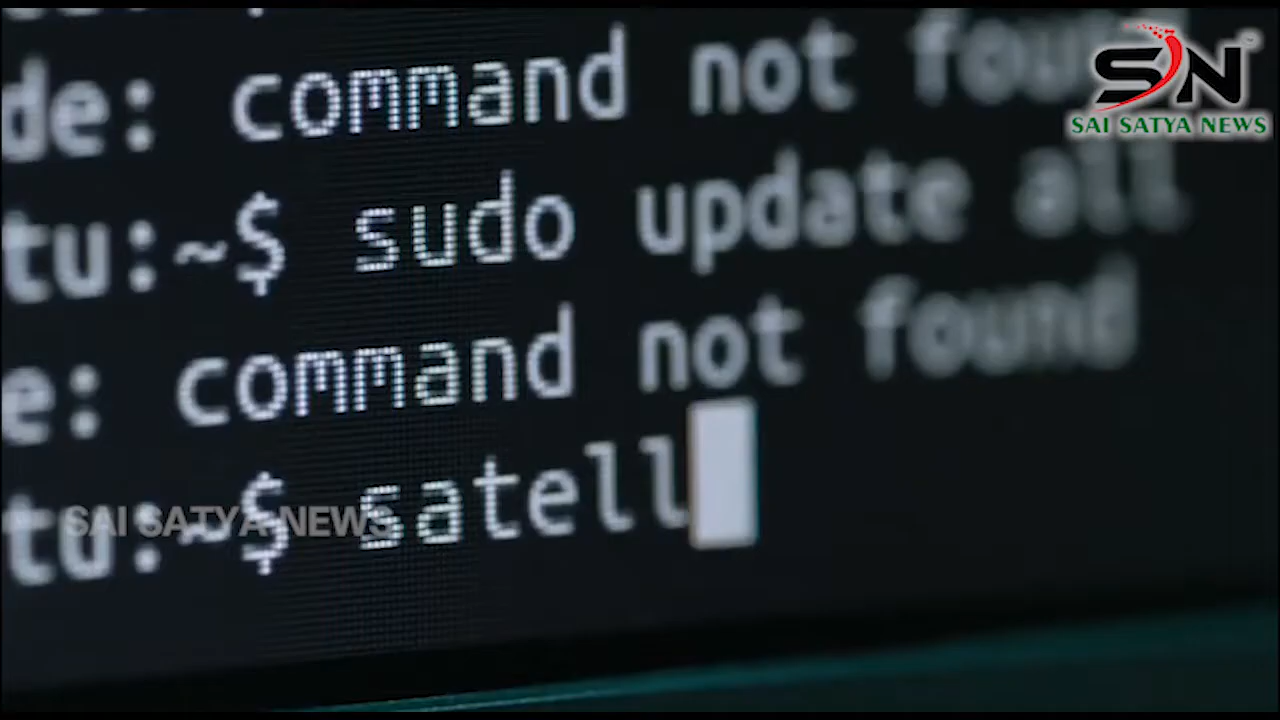 de: command not found
tu:~$ sudo update all
e: command not found
tu:~$ satell
SN
SAI SATYA NEWS
SAI SATYA NEWS